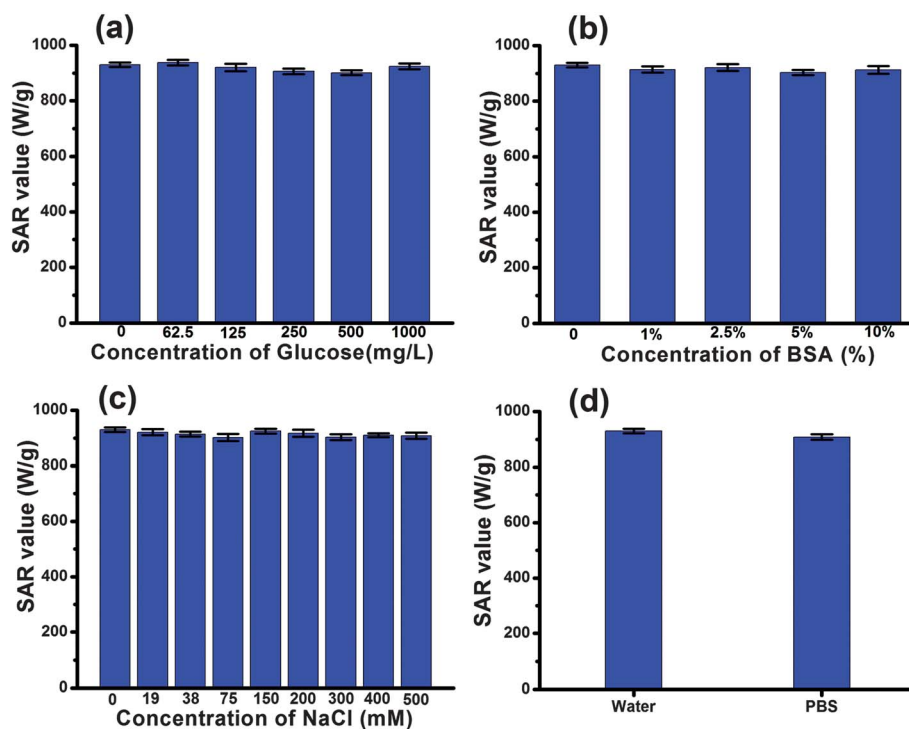 (a)
1000
800
600
400
200
0
SAR value (W/g)
0 62.5 125 250 500 1000
Concentration of Glucose(mg/L)
(b)
1000
800
600
400
200
0
SAR value (W/g)
0 1% 2.5% 5% 10%
Concentration of BSA (%)
(c)
1000
800
600
400
200
0
SAR value (W/g)
0 19 38 75 150 200 300 400 500
Concentration of NaCl (mM)
(d)
1000
800
600
400
200
0
SAR value (W/g)
Water PBS